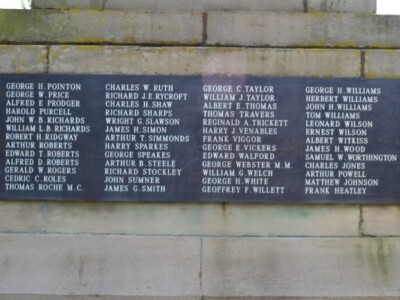 GEORGE H. POINTON
GEORGE W. PRICE
ALFRED E. PRODGER
HAROLD PURCELL
JOHN W. B. RICHARDS
WILLIAM L. B. RICHARDS
ROBERT H. RIDGWAY
ARTHUR ROBERTS
EDWARD T. ROBERTS
ALFRED D. ROBERTS
GERALD W. ROGERS
CEDRIC C. ROLES
THOMAS ROCHE M.C.
CHARLES W. RUTH
RICHARD J. E. RYCROFT
CHARLES H. SHAW
RICHARD SHARPS
WRIGHT G. SLAWSON
JAMES H. SIMON
ARTHUR T. SIMMONDS
HARRY SPARKES
GEORGE SPEAKES
ARTHUR B. STEELE
RICHARD STOCKLEY
JOHN SUMNER
JAMES G. SMITH
GEORGE C. TAYLOR
WILLIAM J. TAYLOR
ALBERT E. THOMAS
THOMAS TRAVERS
REGINALD A. TRICKETT
HARRY J. VENABLES
FRANK VIGGOR
GEORGE E. VICKERS
EDWARD WALFORD
GEORGE WEBSTER M.M.
WILLIAM G. WELCH
GEORGE H. WHITE
GEOFFREY P. WILLETT
GEORGE H. WILLIAMS
HERBERT WILLIAMS
JOHN H. WILLIAMS
TOM WILLIAMS
LEONARD WILSON
ERNEST WILSON
ALBERT WITKISS
JAMES H. WOOD
SAMUEL W. WORTHINGTON
CHARLES JONES
ARTHUR POWELL
MATTHEW JOHNSON
FRANK HEATLEY